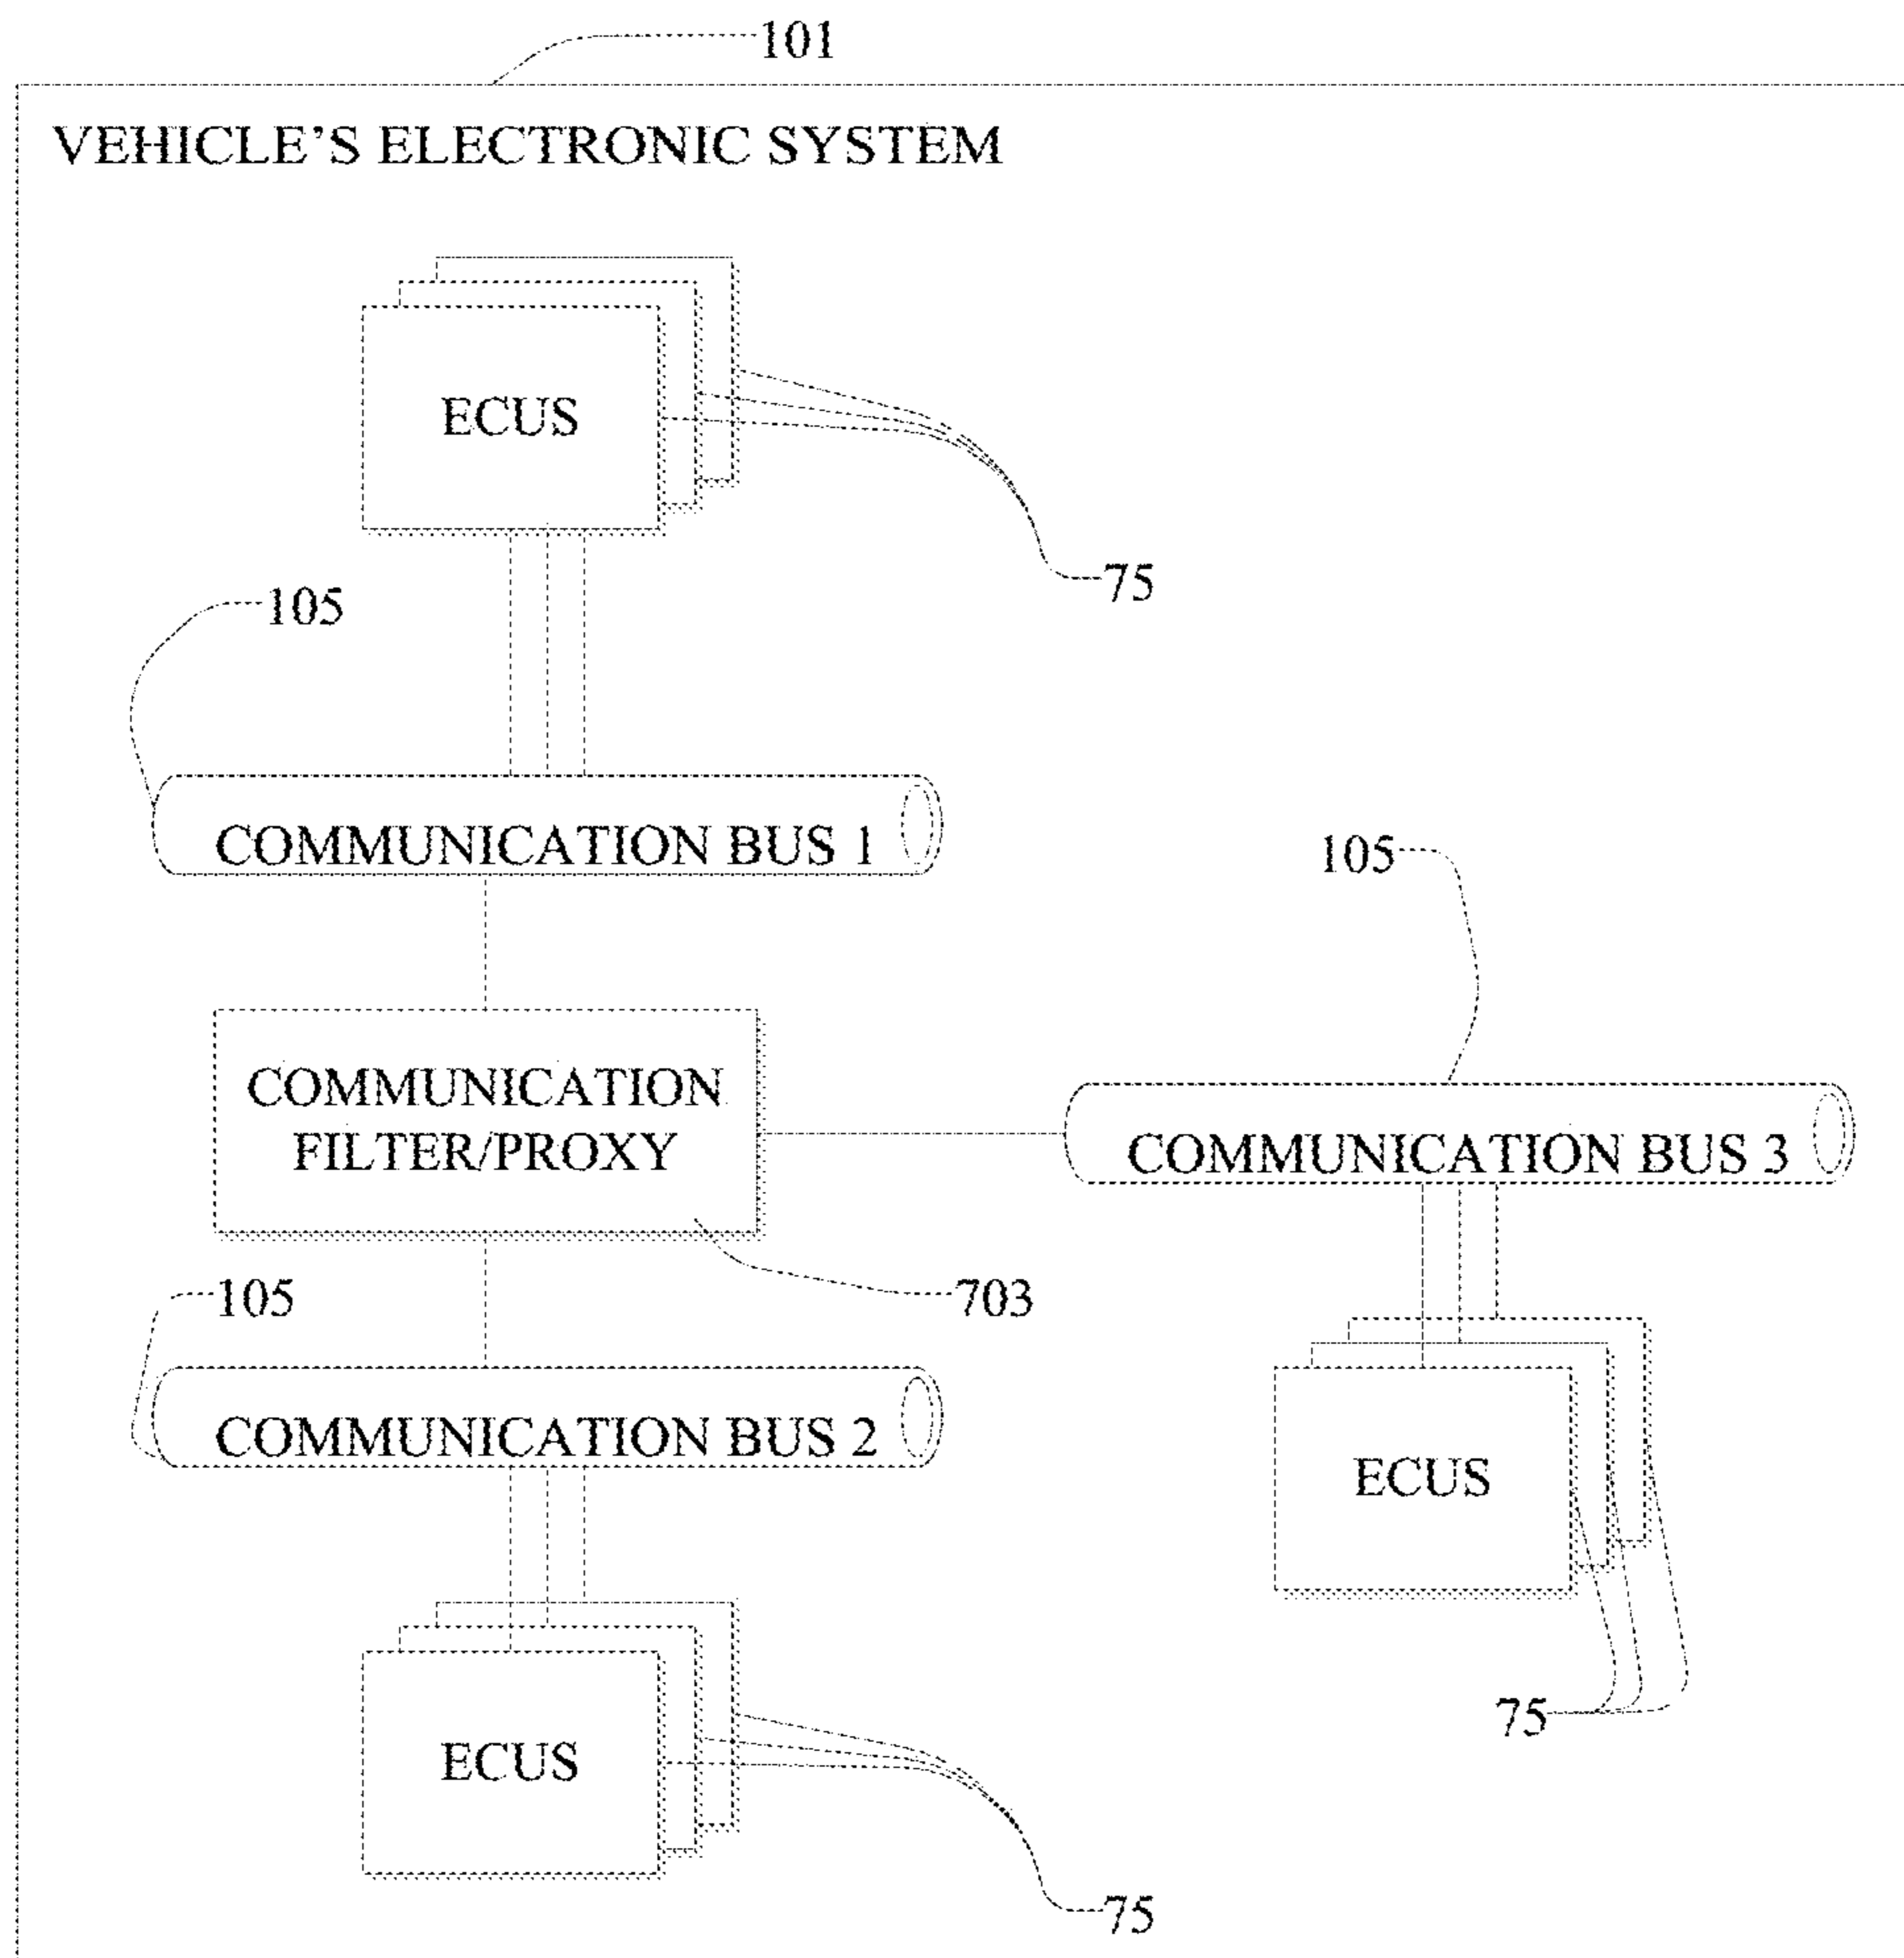 101
VEHICLE'S ELECTRONIC SYSTEM
ECUS
75
105
COMMUNICATION BUS 1
105
COMMUNICATION
FILTER/PROXY
COMMUNICATION BUS 3
105
703
COMMUNICATION BUS 2
ECUS
75
ECUS
75